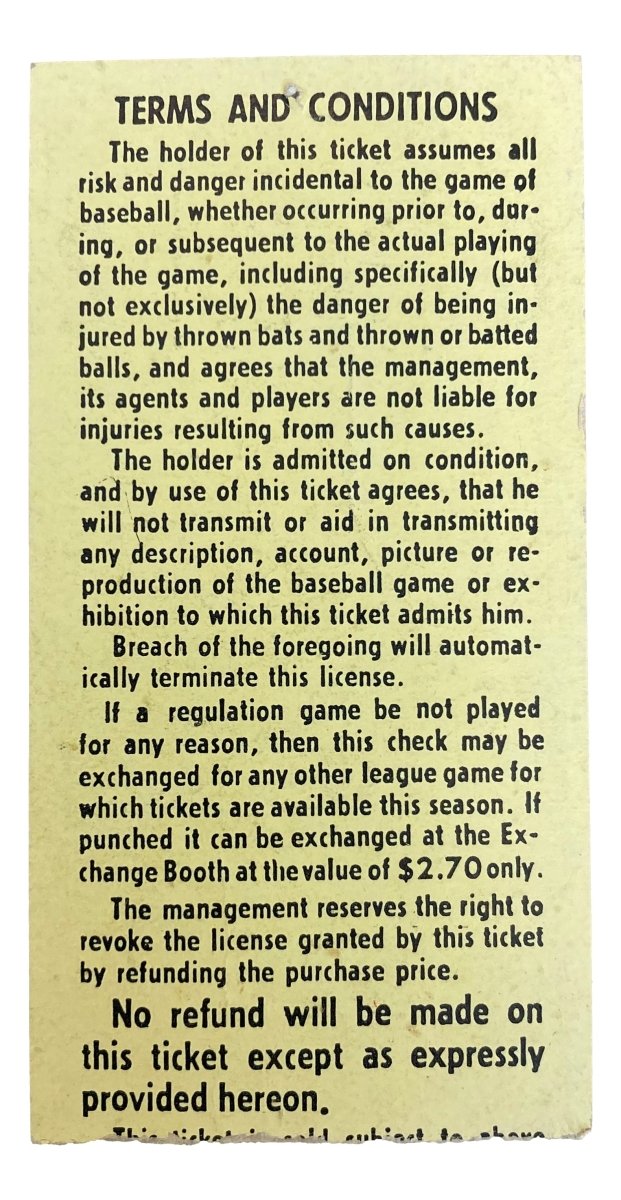 TERMS AND CONDITIONS
The holder of this ticket assumes all
risk and danger incidental to the game of
baseball, whether occurring prior to, dur-
ing, or subsequent to the actual playing
of the game, including specifically (but
not exclusively) the danger of being in-
jured by thrown bats and thrown or batted
balls, and agrees that the management,
its agents and players are not liable for
injuries resulting from such causes.
The holder is admitted on condition,
and by use of this ticket agrees, that he
will not transmit or aid in transmitting
any description, account, picture or re-
production of the baseball game or ex-
hibition to which this ticket admits him.
Breach of the foregoing will automat-
ically terminate this license.
If a regulation game be not played
for any reason, then this check may be
exchanged for any other league game for
which tickets are available this season. If
punched it can be exchanged at the Ex-
change Booth at the value of $2.70 only.
The management reserves the right to
revoke the license granted by this ticket
by refunding the purchase price.
No refund will be made on
this ticket except as expressly
provided hereon.
This ticket is sold subject to above